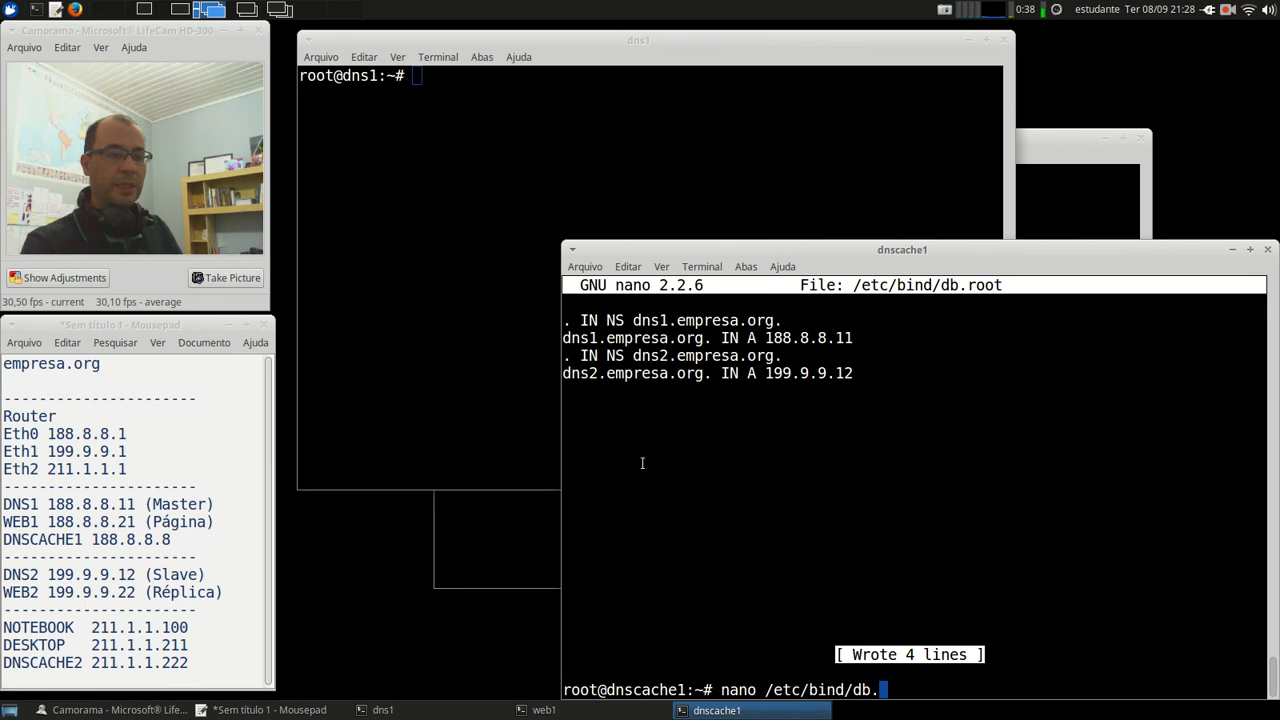 0:38
estudante Ter 08/09 21:28
Camorama - Microsoft® LifeCam HD-300
Arquivo Editar Ver Ajuda
Show Adjustments
Take Picture
30,50 fps - current 30,10 fps - average
*Sem título 1 - Mousepad
Arquivo Editar Pesquisar Ver Documento Ajuda
empresa.org
----------------------
Router
Eth0 188.8.8.1
Eth1 199.9.9.1
Eth2 211.1.1.1
----------------------
DNS1 188.8.8.11 (Master)
WEB1 188.8.8.21 (Página)
DNSCACHE1 188.8.8.8
----------------------
DNS2 199.9.9.12 (Slave)
WEB2 199.9.9.22 (Réplica)
----------------------
NOTEBOOK 211.1.1.100
DESKTOP 211.1.1.211
DNSCACHE2 211.1.1.222
dns1
Arquivo Editar Ver Terminal Abas Ajuda
root@dns1:~#
dnscache1
Arquivo Editar Ver Terminal Abas Ajuda
GNU nano 2.2.6 File: /etc/bind/db.root
. IN NS dns1.empresa.org.
dns1.empresa.org. IN A 188.8.8.11
. IN NS dns2.empresa.org.
dns2.empresa.org. IN A 199.9.9.12
[ Wrote 4 lines ]
root@dnscache1:~# nano /etc/bind/db.
Camorama - Microsoft® Life...
*Sem título 1 - Mousepad
dns1
web1
dnscache1